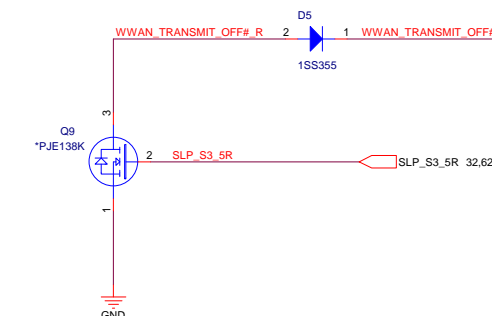 D5
WWAN_TRANSMIT_OFF#_R 2 1 WWAN_TRANSMIT_OFF#
1SS355
3
Q9
*PJE138K
2 SLP_S3_5R
SLP_S3_5R 32,62
1
GND